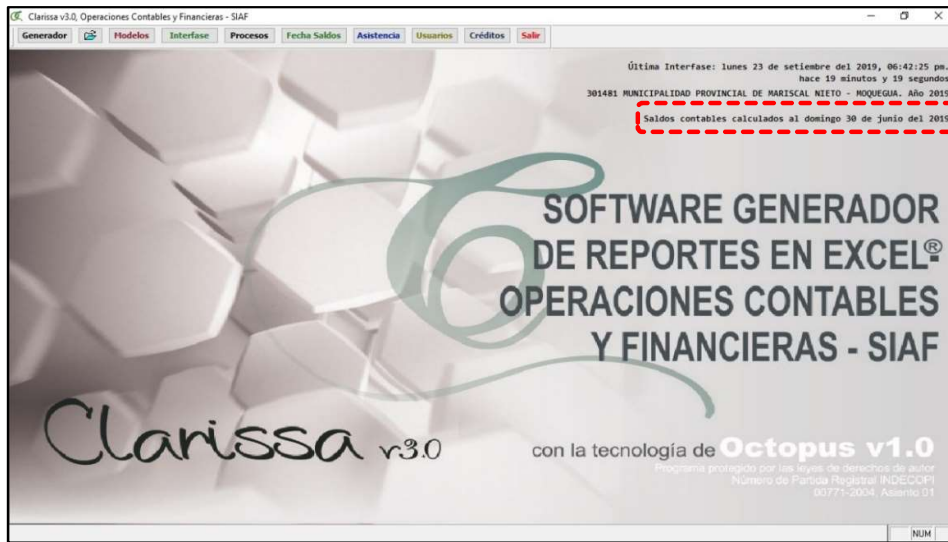 Clarissa v3.0, Operaciones Contables y Financieras - SIAF
Generador Modelos Interfase Procesos Fecha Saldos Asistencia Usuarios Créditos Salir
Última Interfase: lunes 23 de setiembre del 2019, 06:42:25 pm.
hace 19 minutos y 19 segundos
301481 MUNICIPALIDAD PROVINCIAL DE MARISCAL NIETO - MOQUEGUA. Año 2019
Saldos contables calculados al domingo 30 de junio del 2019
SOFTWARE GENERADOR
DE REPORTES EN EXCEL®
OPERACIONES CONTABLES
Y FINANCIERAS - SIAF
Clarissa v3.0
con la tecnología de Octopus v1.0
Programa protegido por las leyes de derechos de autor
Número de Partida Registral INDECOPI
00771-2004, Asiento 01
NUM